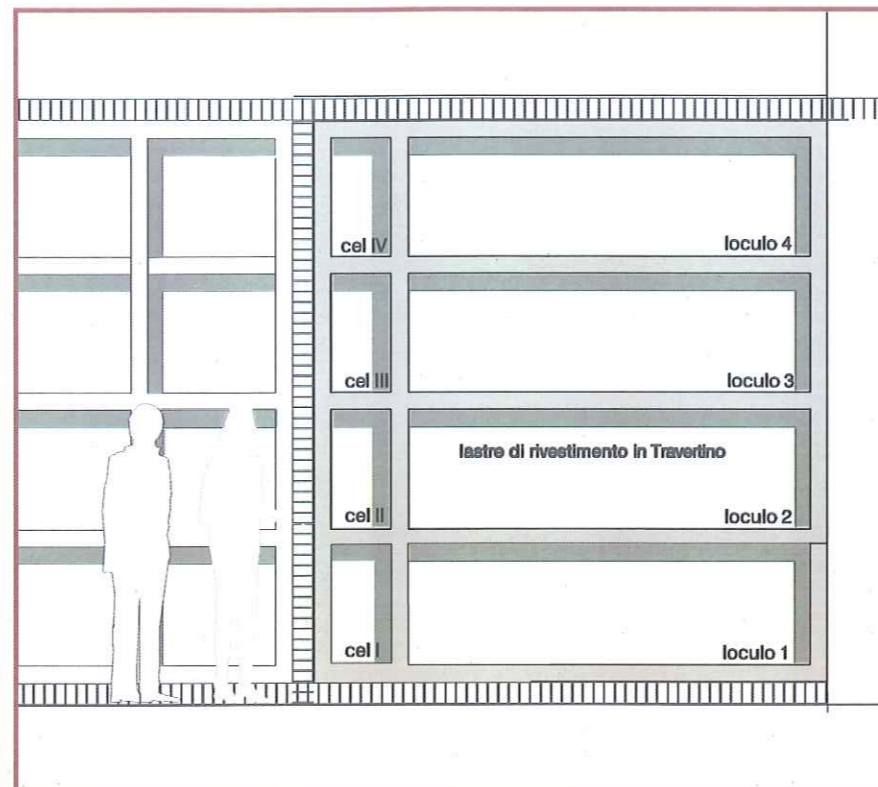 cel IV
loculo 4
cel III
loculo 3
lastre di rivestimento in Travertino
cel II
loculo 2
cel I
loculo 1